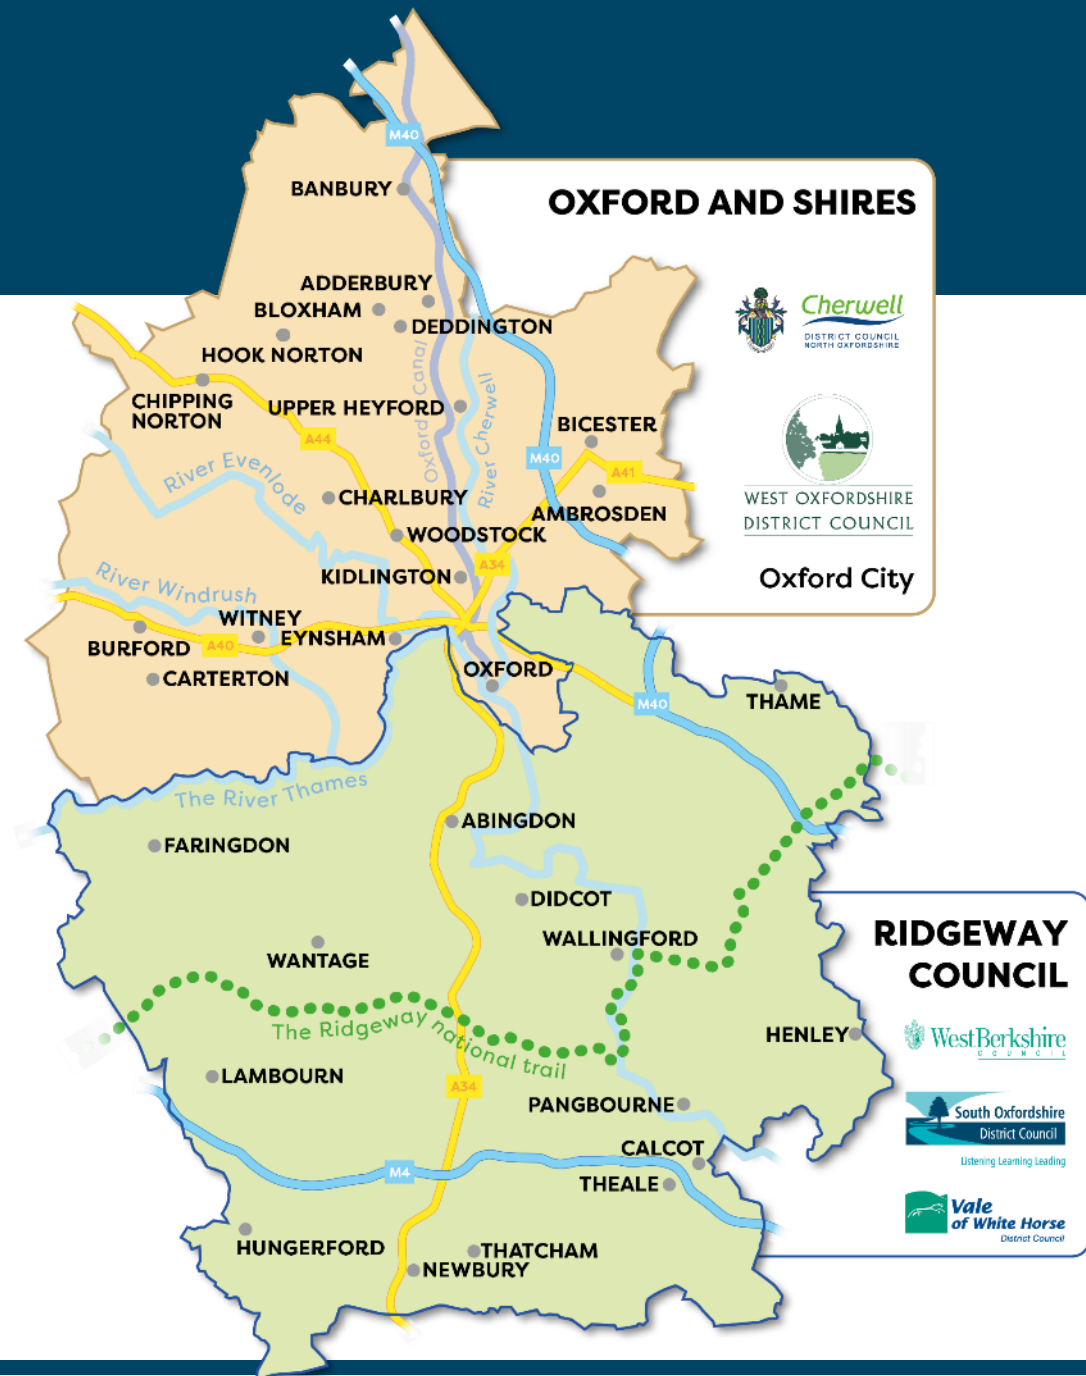 M40
BANBURY
OXFORD AND SHIRES
ADDERBURY
BLOXHAM
DEDDINGTON
HOOK NORTON
Cherwell
DISTRICT COUNCIL
NORTH OXFORDSHIRE
CHIPPING
NORTON
UPPER HEYFORD
Oxford Canal
River Cherwell
BICESTER
A44
M40
A41
River Evenlode
CHARLBURY
AMBROSDEN
WEST OXFORDSHIRE
DISTRICT COUNCIL
WOODSTOCK
A34
KIDLINGTON
Oxford City
River Windrush
WITNEY
BURFORD
A40
EYNSHAM
CARTERTON
OXFORD
THAME
M40
The River Thames
ABINGDON
FARINGDON
DIDCOT
WALLINGFORD
WANTAGE
RIDGEWAY
COUNCIL
The Ridgeway national trail
HENLEY
WestBerkshire
COUNCIL
LAMBOURN
A34
PANGBOURNE
South Oxfordshire
District Council
Listening Learning Leading
CALCOT
M4
THEALE
Vale
of White Horse
District Council
HUNGERFORD
THATCHAM
NEWBURY